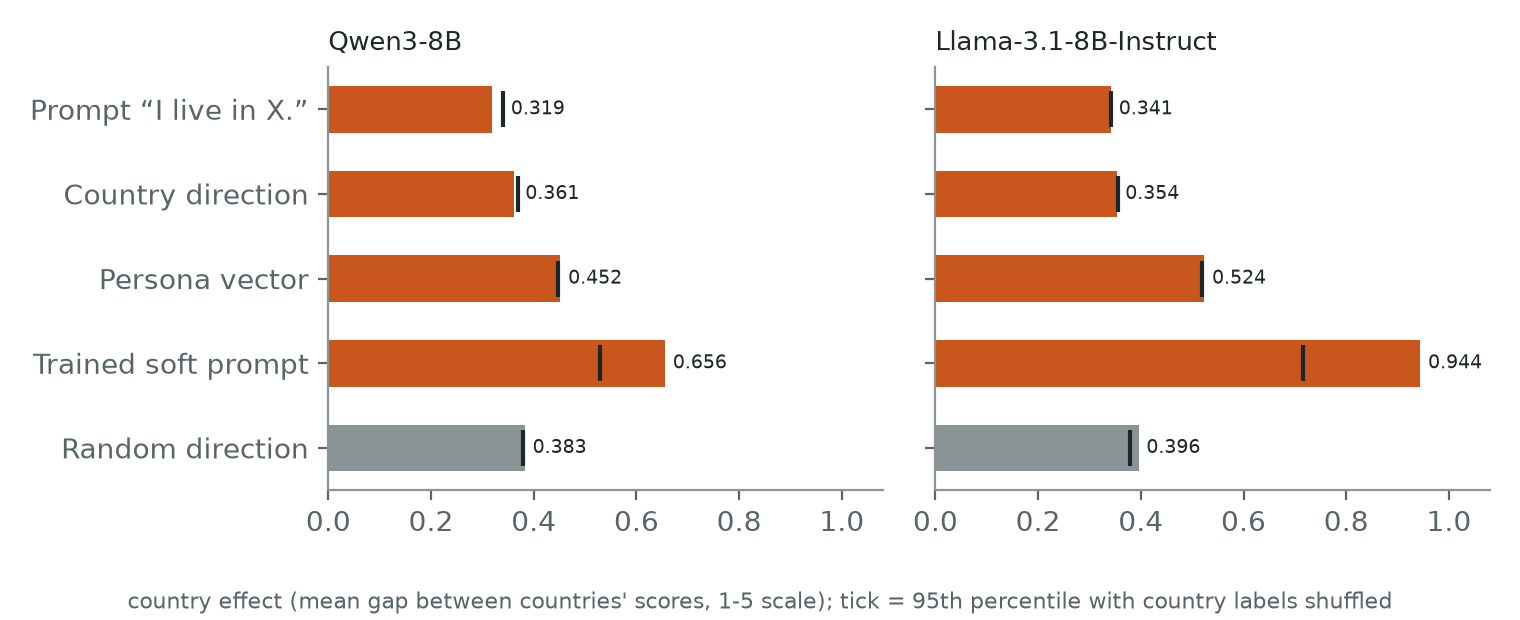 Qwen3-8B
Llama-3.1-8B-Instruct
Prompt “I live in X.”
0.319
0.341
Country direction
0.361
0.354
Persona vector
0.452
0.524
Trained soft prompt
0.656
0.944
Random direction
0.383
0.396
0.0 0.2 0.4 0.6 0.8 1.0
0.0 0.2 0.4 0.6 0.8 1.0
country effect (mean gap between countries' scores, 1-5 scale); tick = 95th percentile with country labels shuffled